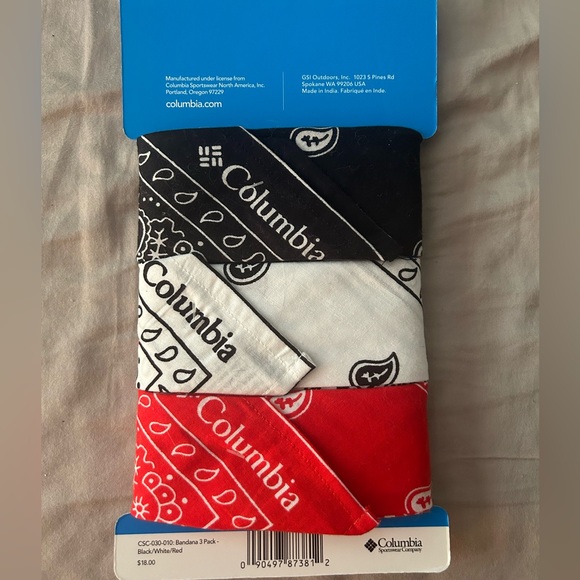 Manufactured under license from
Columbia Sportswear North America, Inc.
Portland, Oregon 97229
columbia.com
GSI Outdoors, Inc. 1023 S Pines Rd
Spokane WA 99206 USA
Made in India. Fabriqué en Inde.
Columbia
Columbia
Columbia
CSC-030-010: Bandana 3 Pack -
Black/White/Red
$18.00
0 90497 87381 2
Columbia
Sportswear Company